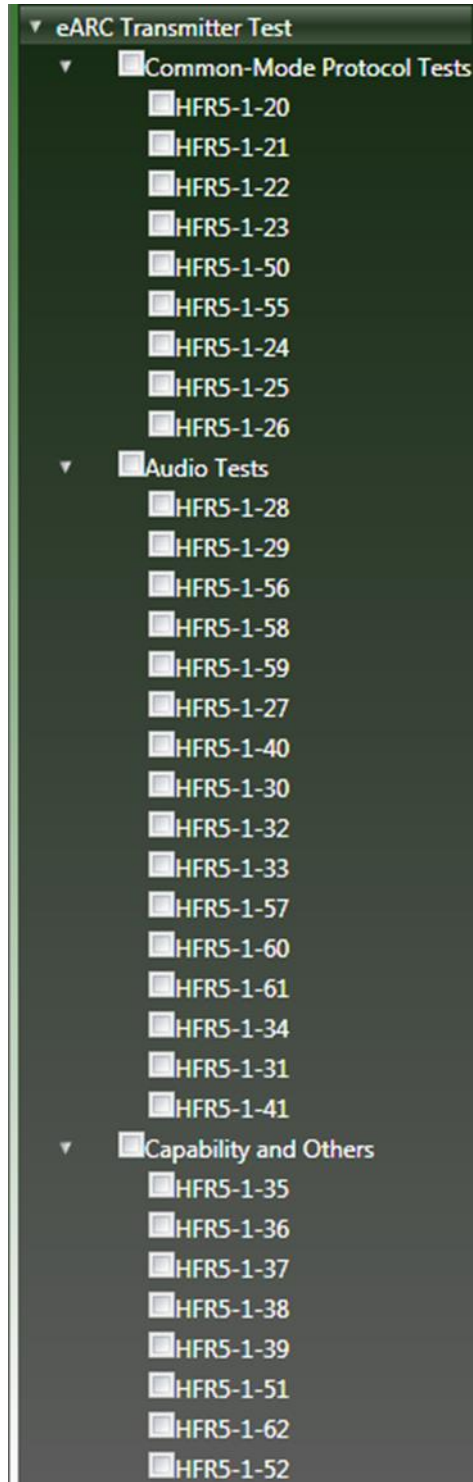 eARC Transmitter Test
Common-Mode Protocol Tests
HFR5-1-20
HFR5-1-21
HFR5-1-22
HFR5-1-23
HFR5-1-50
HFR5-1-55
HFR5-1-24
HFR5-1-25
HFR5-1-26
Audio Tests
HFR5-1-28
HFR5-1-29
HFR5-1-56
HFR5-1-58
HFR5-1-59
HFR5-1-27
HFR5-1-40
HFR5-1-30
HFR5-1-32
HFR5-1-33
HFR5-1-57
HFR5-1-60
HFR5-1-61
HFR5-1-34
HFR5-1-31
HFR5-1-41
Capability and Others
HFR5-1-35
HFR5-1-36
HFR5-1-37
HFR5-1-38
HFR5-1-39
HFR5-1-51
HFR5-1-62
HFR5-1-52